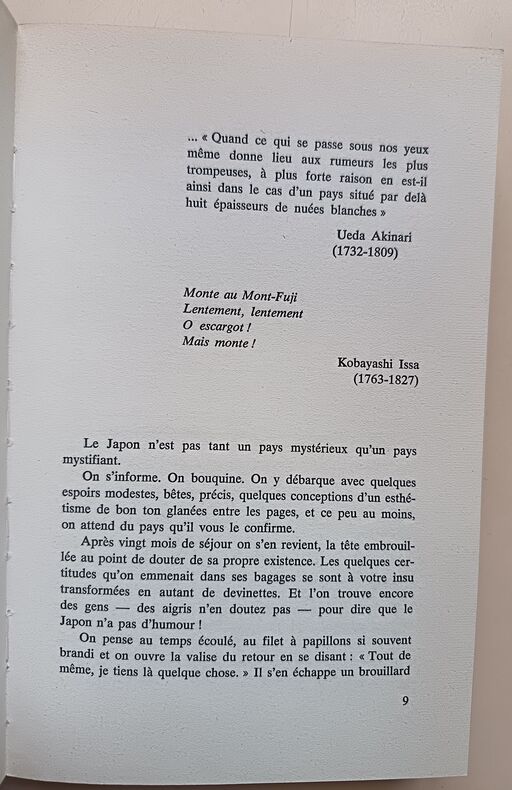 ... « Quand ce qui se passe sous nos yeux
même donne lieu aux rumeurs les plus
trompeuses, à plus forte raison en est-il
ainsi dans le cas d'un pays situé par delà
huit épaisseurs de nuées blanches »
Ueda Akinari
(1732-1809)
Monte au Mont-Fuji
Lentement, lentement
O escargot !
Mais monte !
Kobayashi Issa
(1763-1827)
Le Japon n'est pas tant un pays mystérieux qu'un pays
mystifiant.
On s'informe. On bouquine. On y débarque avec quelques
espoirs modestes, bêtes, précis, quelques conceptions d'un esthé-
tisme de bon ton glanées entre les pages, et ce peu au moins,
on attend du pays qu'il vous le confirme.
Après vingt mois de séjour on s'en revient, la tête embrouil-
lée au point de douter de sa propre existence. Les quelques cer-
titudes qu'on emmenait dans ses bagages se sont à votre insu
transformées en autant de devinettes. Et l'on trouve encore
des gens — des aigris n'en doutez pas — pour dire que le
Japon n'a pas d'humour !
On pense au temps écoulé, au filet à papillons si souvent
brandi et on ouvre la valise du retour en se disant : « Tout de
même, je tiens là quelque chose. » Il s'en échappe un brouillard
9